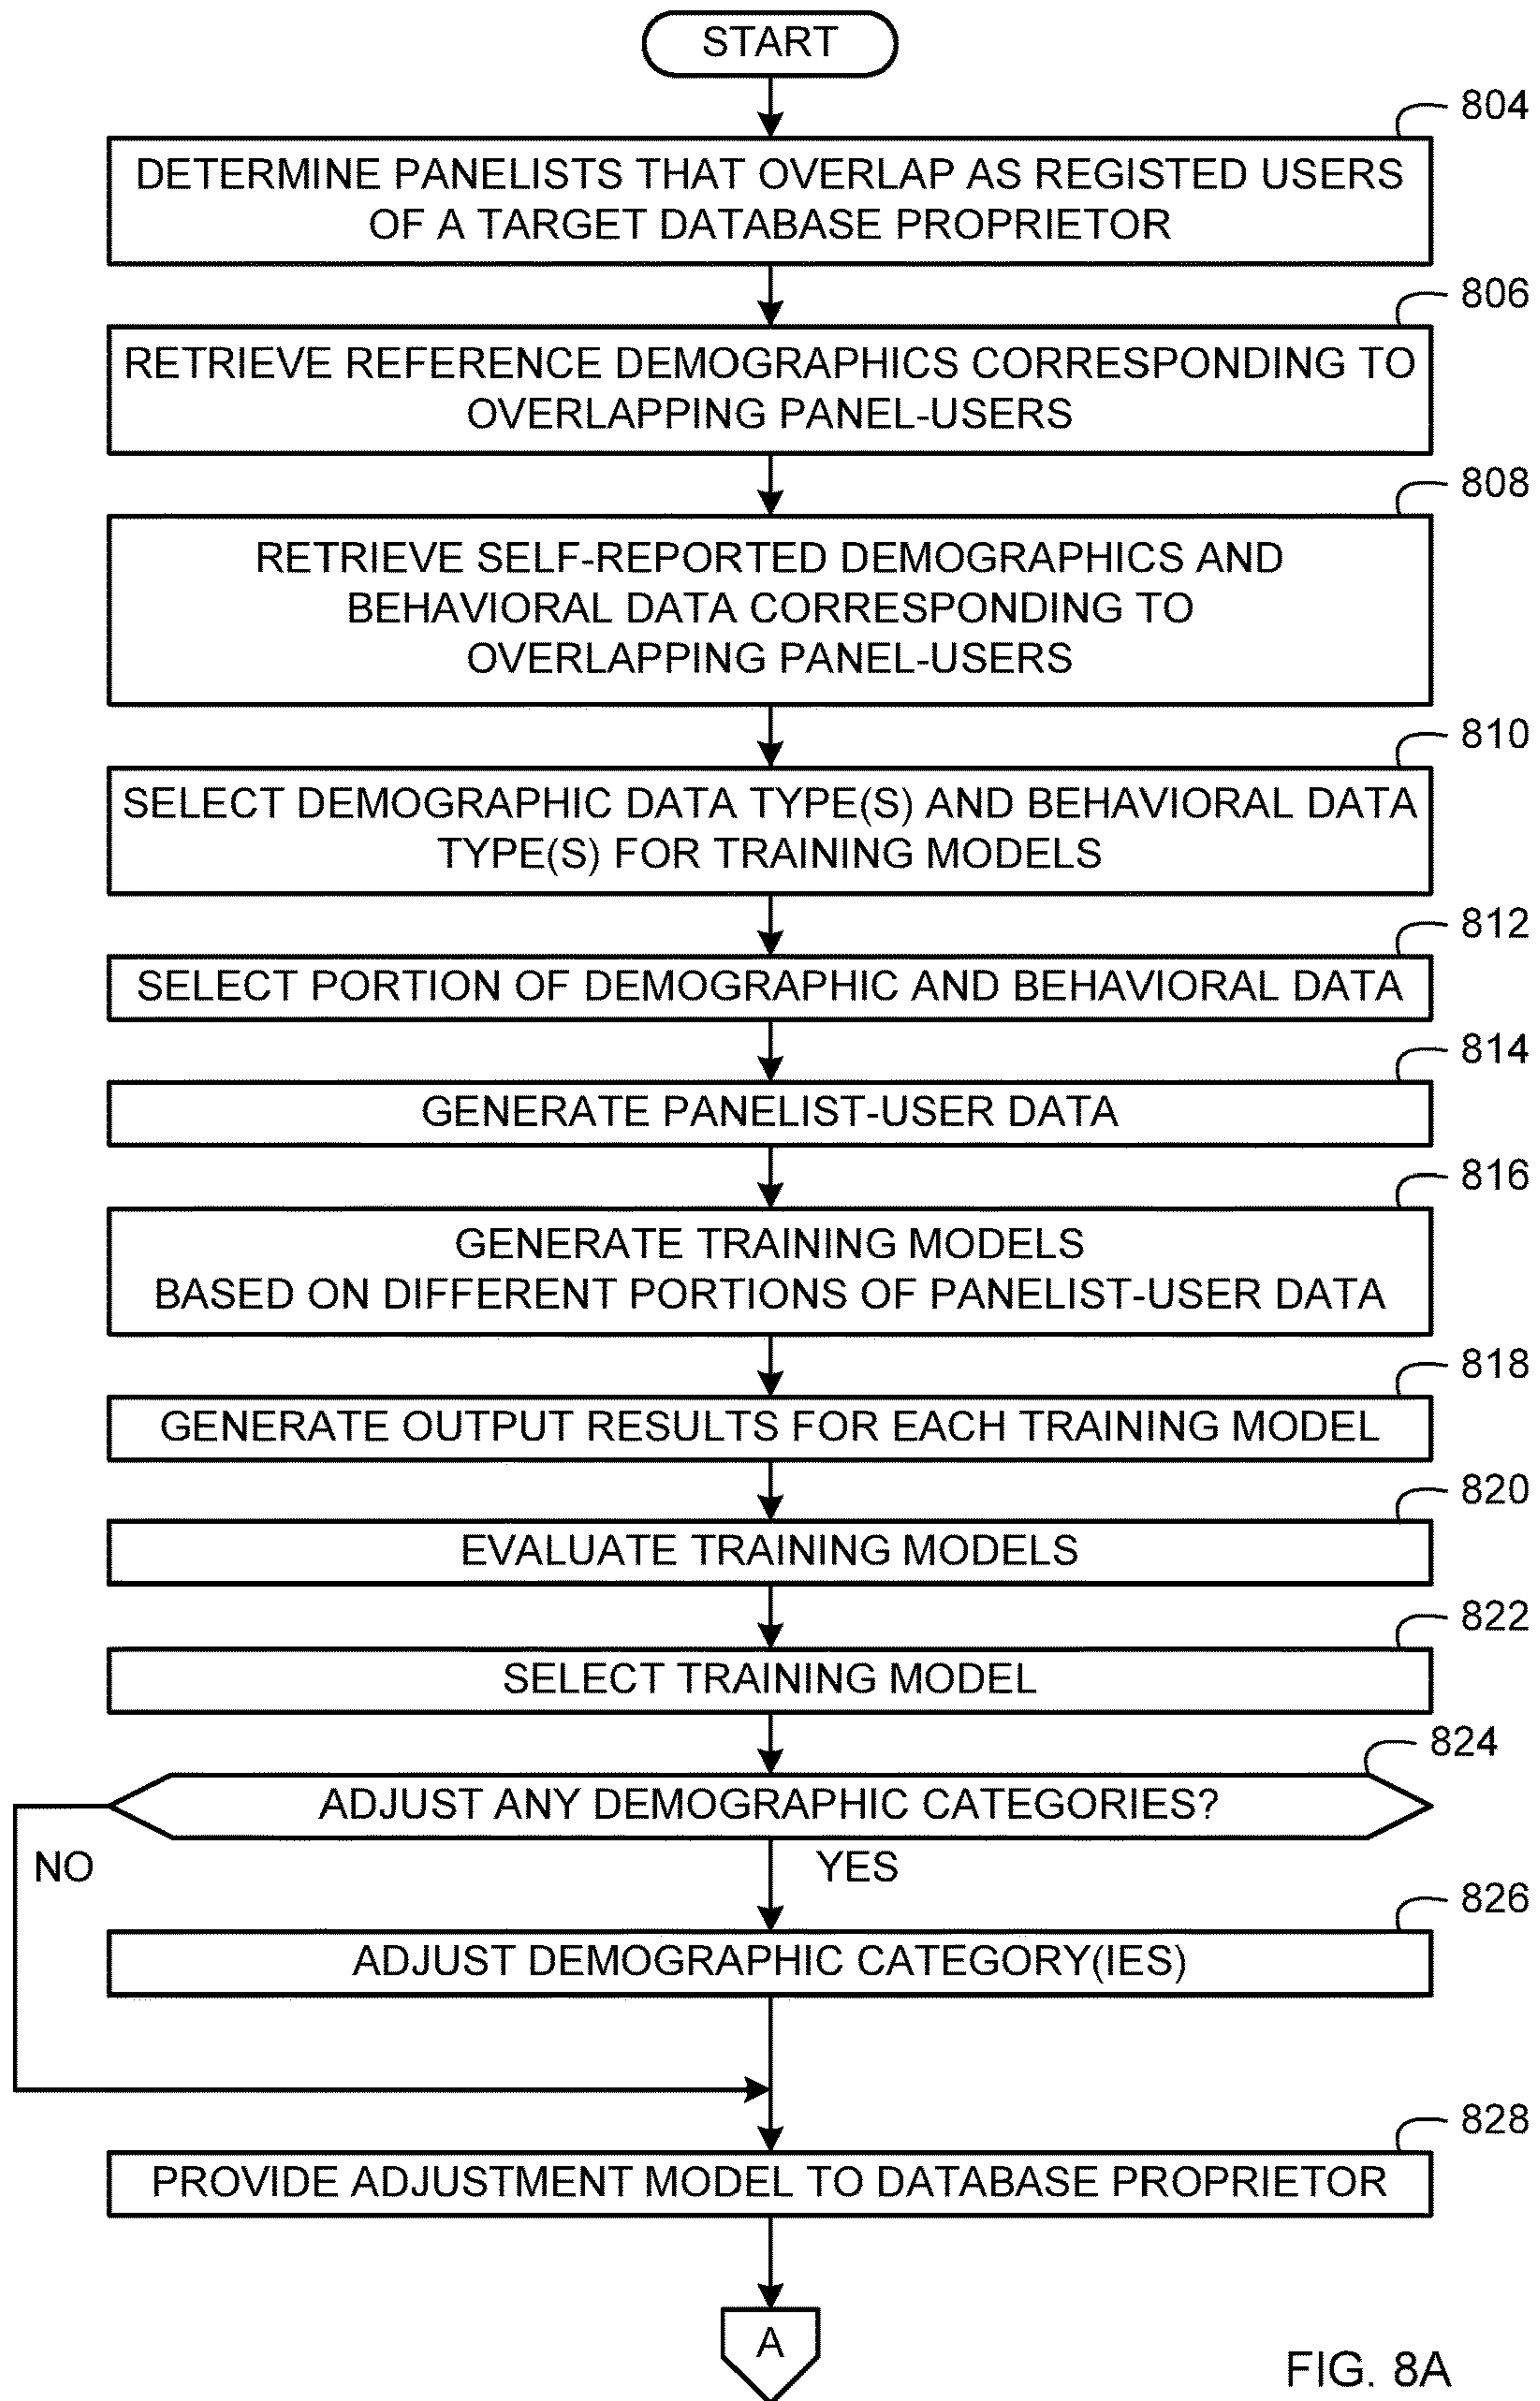 START
804
DETERMINE PANELISTS THAT OVERLAP AS REGISTED USERS
OF A TARGET DATABASE PROPRIETOR
806
RETRIEVE REFERENCE DEMOGRAPHICS CORRESPONDING TO
OVERLAPPING PANEL-USERS
808
RETRIEVE SELF-REPORTED DEMOGRAPHICS AND
BEHAVIORAL DATA CORRESPONDING TO
OVERLAPPING PANEL-USERS
810
SELECT DEMOGRAPHIC DATA TYPE(S) AND BEHAVIORAL DATA
TYPE(S) FOR TRAINING MODELS
812
SELECT PORTION OF DEMOGRAPHIC AND BEHAVIORAL DATA
814
GENERATE PANELIST-USER DATA
816
GENERATE TRAINING MODELS
BASED ON DIFFERENT PORTIONS OF PANELIST-USER DATA
818
GENERATE OUTPUT RESULTS FOR EACH TRAINING MODEL
820
EVALUATE TRAINING MODELS
822
SELECT TRAINING MODEL
824
ADJUST ANY DEMOGRAPHIC CATEGORIES?
NO
YES
826
ADJUST DEMOGRAPHIC CATEGORY(IES)
828
PROVIDE ADJUSTMENT MODEL TO DATABASE PROPRIETOR
A
FIG. 8A